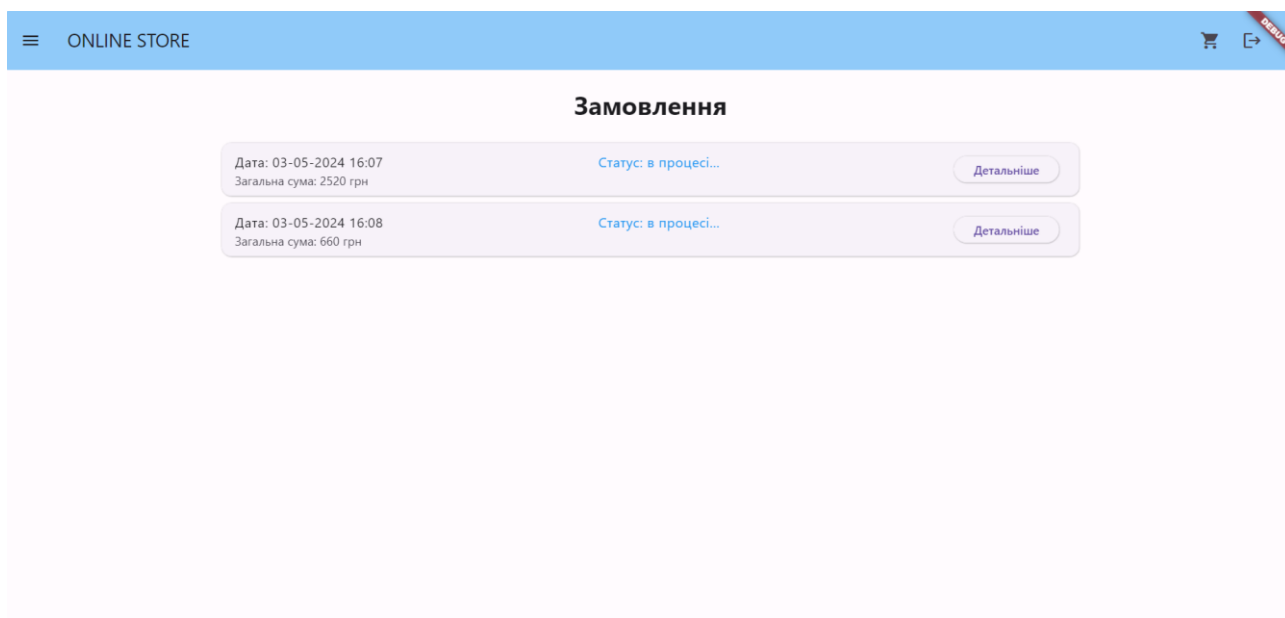 ONLINE STORE
DEBUG
Замовлення
Дата: 03-05-2024 16:07
Загальна сума: 2520 грн
Статус: в процесі...
Детальніше
Дата: 03-05-2024 16:08
Загальна сума: 660 грн
Статус: в процесі...
Детальніше